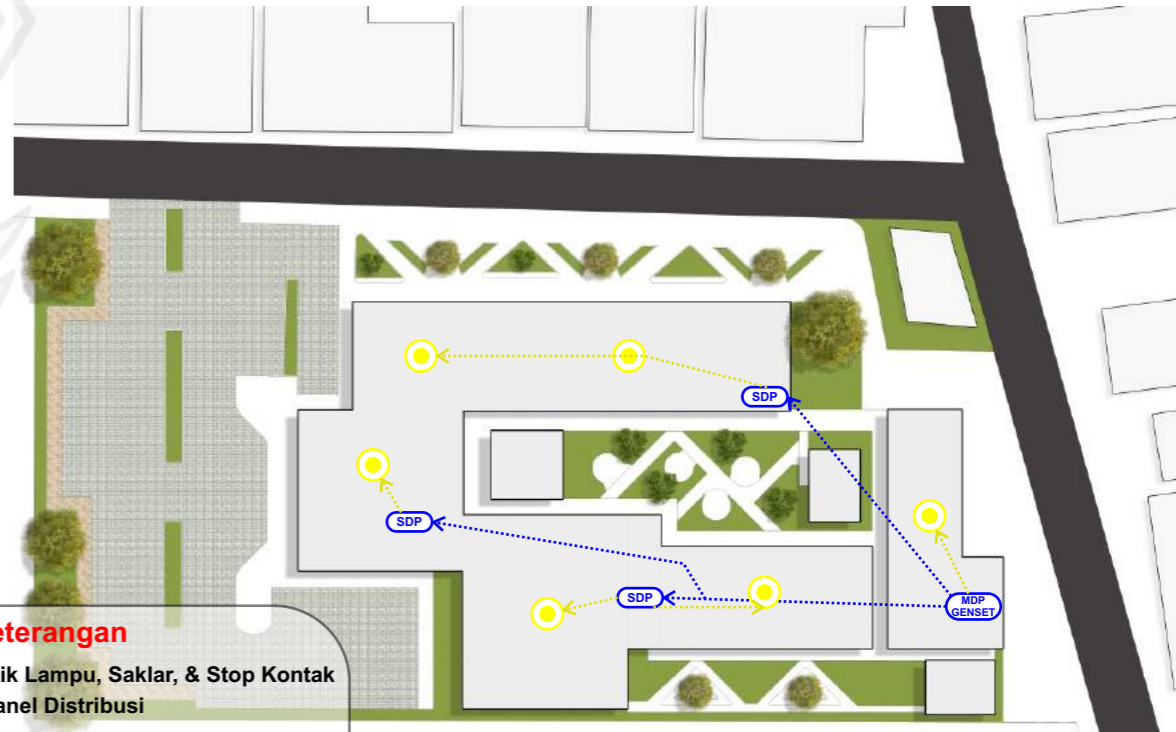 SDP
SDP
SDP
MDP
GENSET
eterangan
ik Lampu, Saklar, & Stop Kontak
anel Distribusi